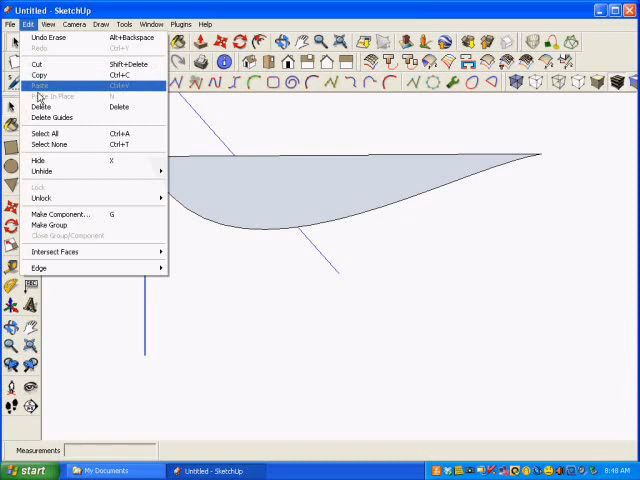 Untitled - SketchUp
File Edit View Camera Draw Tools Window Plugins Help
Undo Erase Alt+Backspace
Redo Ctrl+Y
Cut Shift+Delete
Copy Ctrl+C
Paste Ctrl+V
Paste In Place N
Delete Delete
Delete Guides
Select All Ctrl+A
Select None Ctrl+T
Hide X
Unhide
Lock
Unlock
Make Component... G
Make Group
Close Group/Component
Intersect Faces
Edge
ABC
Measurements
start My Documents Untitled - SketchUp 8:48 AM